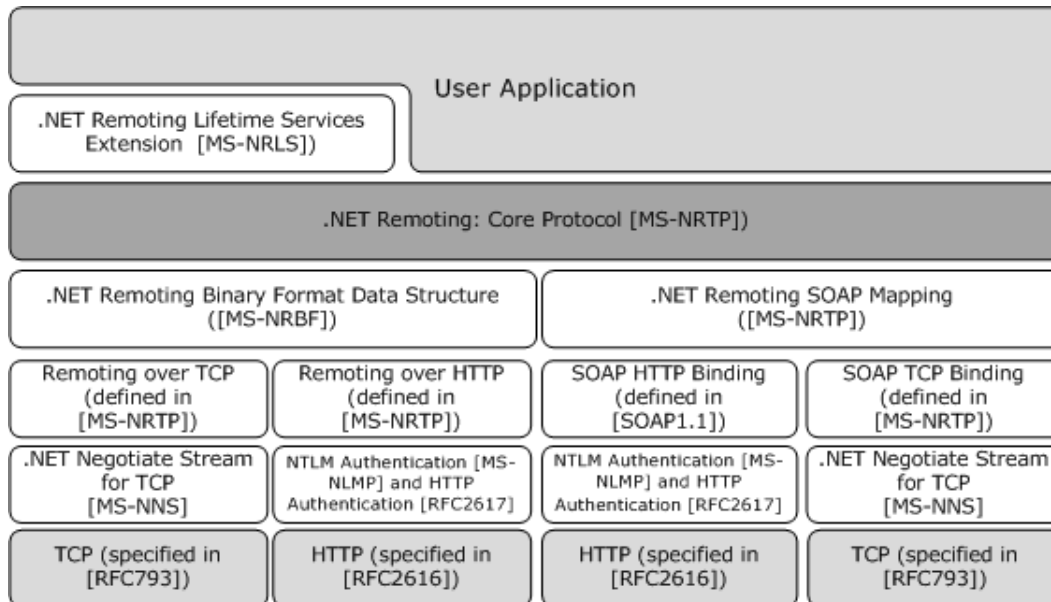 User Application
.NET Remoting Lifetime Services
Extension [MS-NRLS])
.NET Remoting: Core Protocol [MS-NRTP])
.NET Remoting Binary Format Data Structure
([MS-NRBF])
.NET Remoting SOAP Mapping
([MS-NRTP])
Remoting over TCP
(defined in
[MS-NRTP])
Remoting over HTTP
(defined in
[MS-NRTP])
SOAP HTTP Binding
(defined in
[SOAP1.1])
SOAP TCP Binding
(defined in
[MS-NRTP])
.NET Negotiate Stream
for TCP
[MS-NNS]
NTLM Authentication [MS-
NLMP] and HTTP
Authentication [RFC2617]
NTLM Authentication [MS-
NLMP] and HTTP
Authentication [RFC2617]
.NET Negotiate Stream
for TCP
[MS-NNS]
TCP (specified in
[RFC793])
HTTP (specified in
[RFC2616])
HTTP (specified in
[RFC2616])
TCP (specified in
[RFC793])